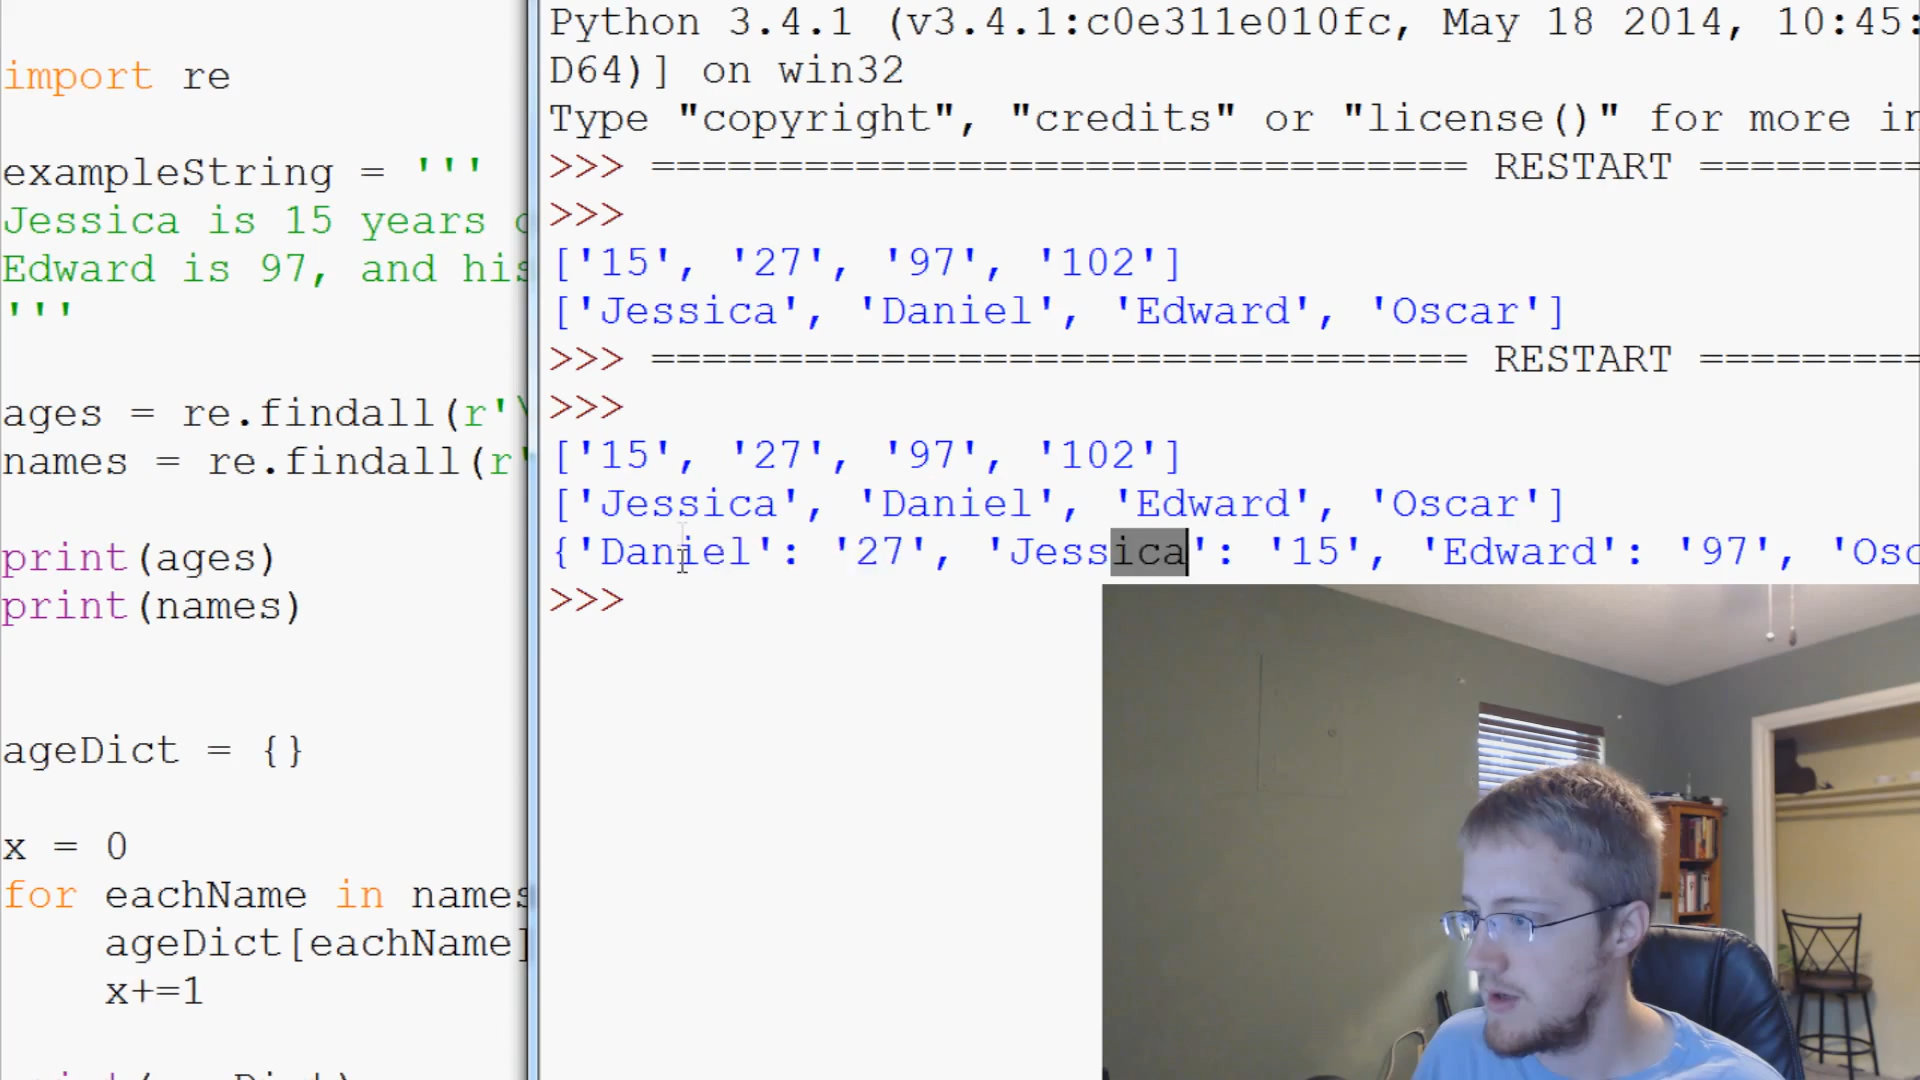 import re
exampleString = '''
Jessica is 15 years
Edward is 97, and his
'''
ages = re.findall(r'\
names = re.findall(r'
print(ages)
print(names)
ageDict = {}
x = 0
for eachName in names
ageDict[eachName]
x+=1
Python 3.4.1 (v3.4.1:c0e311e010fc, May 18 2014, 10:45:
D64)] on win32
Type "copyright", "credits" or "license()" for more in
>>> ================================ RESTART =========
>>>
['15', '27', '97', '102']
['Jessica', 'Daniel', 'Edward', 'Oscar']
>>> ================================ RESTART =========
>>>
['15', '27', '97', '102']
['Jessica', 'Daniel', 'Edward', 'Oscar']
{'Daniel': '27', 'Jessica': '15', 'Edward': '97', 'Osc
>>>